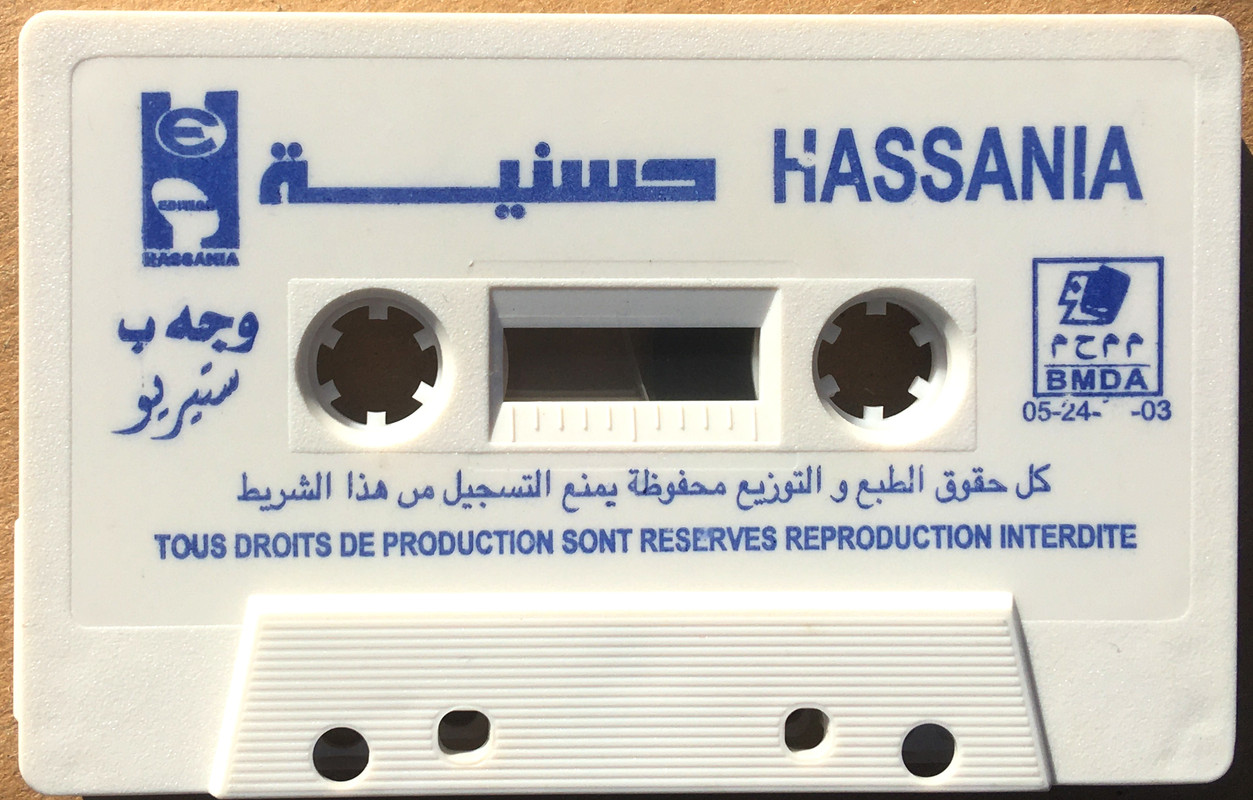 e
EDITION
HASSANIA
حسنية
HASSANIA
وجه ب
ستيريو
م م ح م
BMDA
05-24- -03
كل حقوق الطبع و التوزيع محفوظة يمنع التسجيل من هذا الشريط
TOUS DROITS DE PRODUCTION SONT RESERVES REPRODUCTION INTERDITE